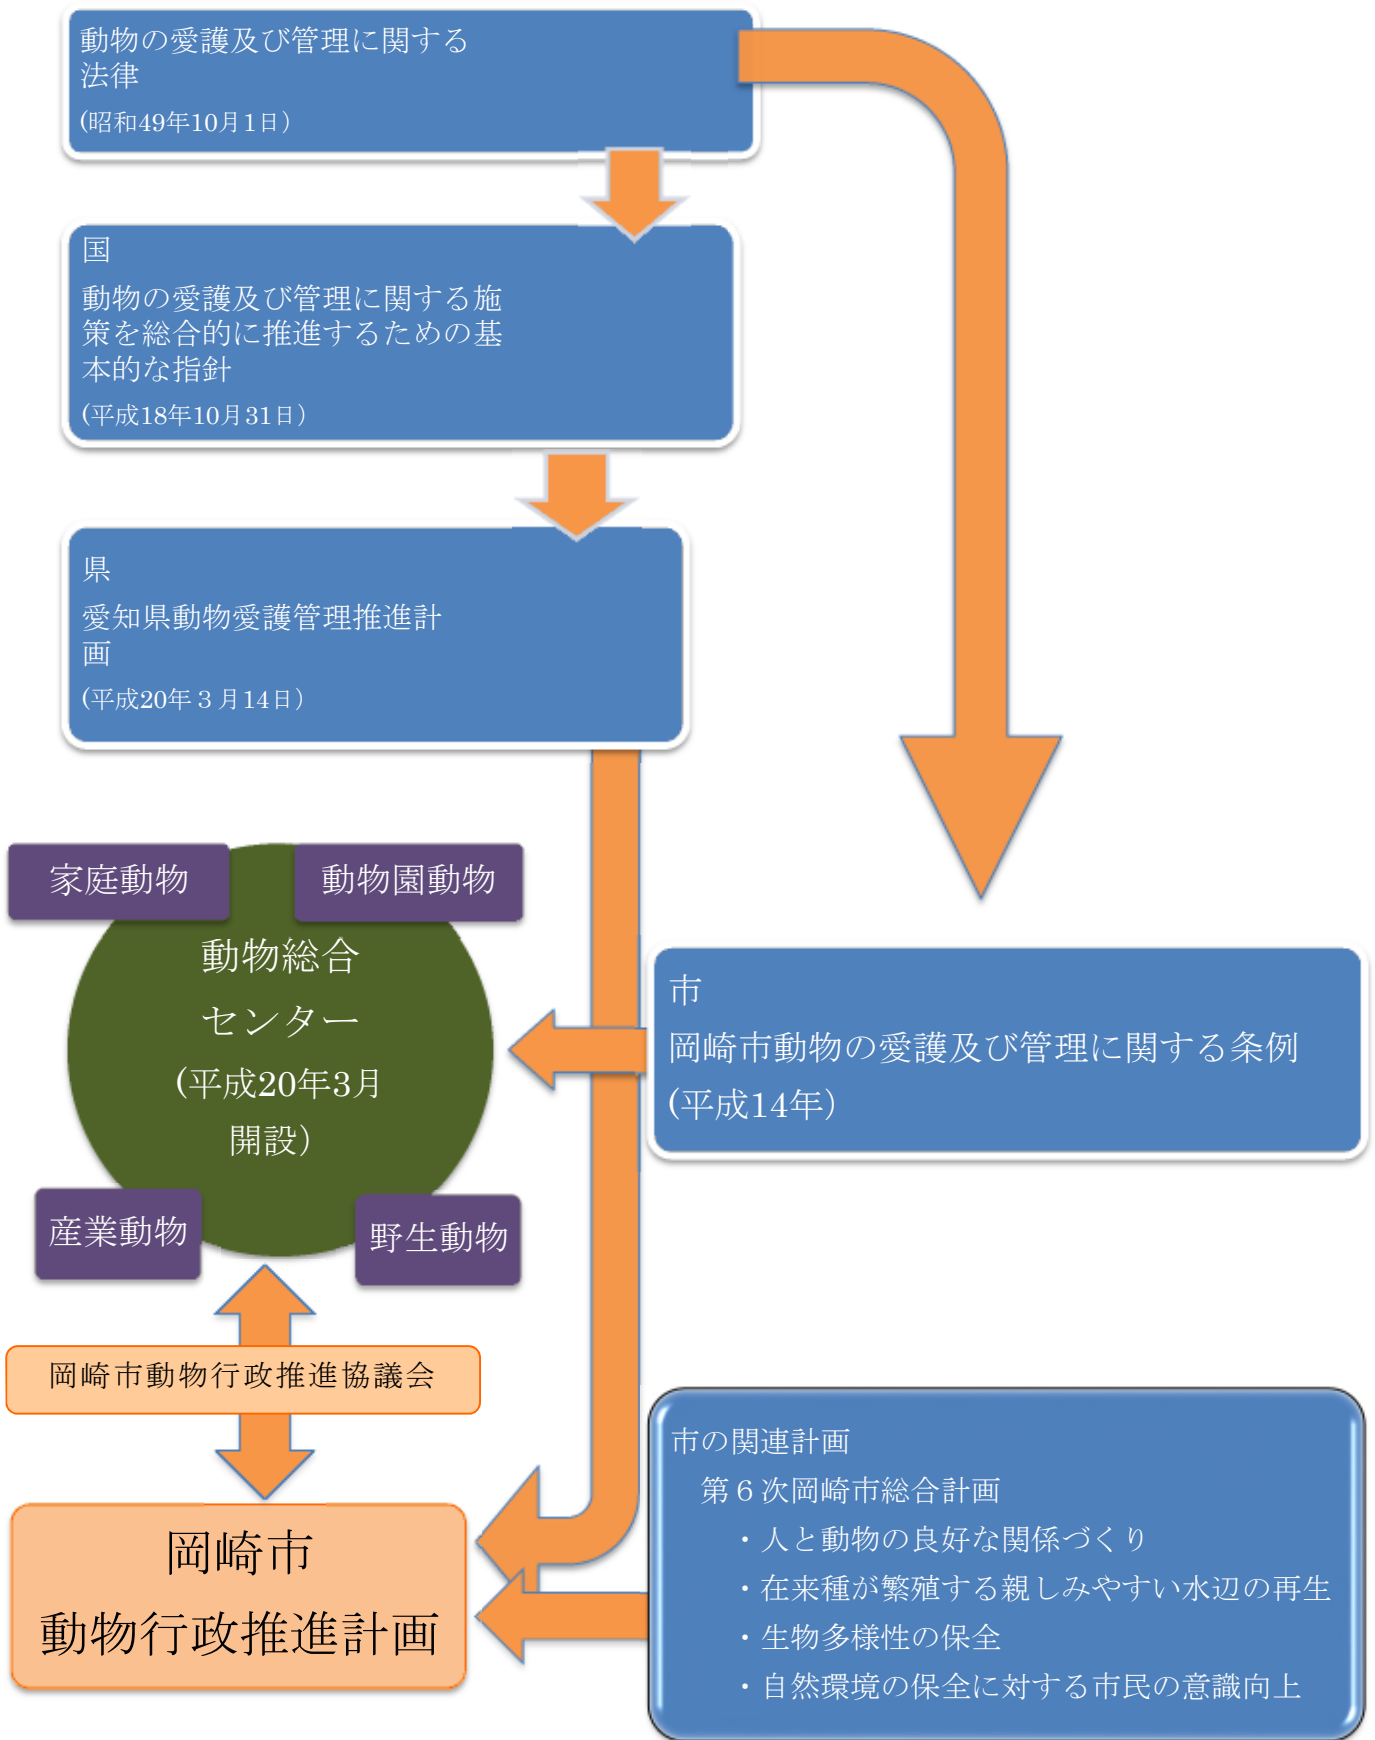 動物の愛護及び管理に関する
法律
(昭和49年10月1日)
国
動物の愛護及び管理に関する施
策を総合的に推進するための基
本的な指針
(平成18年10月31日)
県
愛知県動物愛護管理推進計
画
(平成20年３月14日)
家庭動物
動物園動物
動物総合
センター
(平成20年3月
開設)
産業動物
野生動物
市
岡崎市動物の愛護及び管理に関する条例
(平成14年)
岡崎市動物行政推進協議会
岡崎市
動物行政推進計画
市の関連計画
第６次岡崎市総合計画
・人と動物の良好な関係づくり
・在来種が繁殖する親しみやすい水辺の再生
・生物多様性の保全
・自然環境の保全に対する市民の意識向上